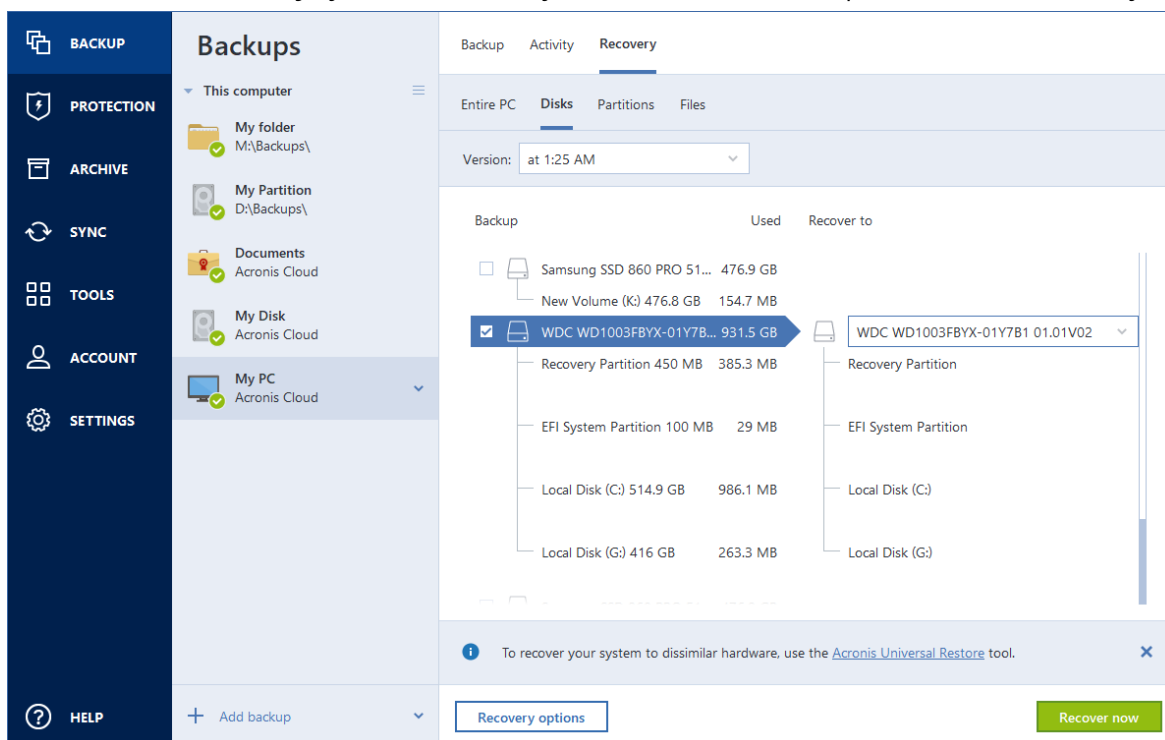 BACKUP
PROTECTION
ARCHIVE
SYNC
TOOLS
ACCOUNT
SETTINGS
HELP
Backups
This computer
My folder
M:\Backups\
My Partition
D:\Backups\
Documents
Acronis Cloud
My Disk
Acronis Cloud
My PC
Acronis Cloud
Add backup
Backup Activity Recovery
Entire PC Disks Partitions Files
Version: at 1:25 AM
Backup Used Recover to
Samsung SSD 860 PRO 51... 476.9 GB
New Volume (K:) 476.8 GB 154.7 MB
WDC WD1003FBYX-01Y7B... 931.5 GB WDC WD1003FBYX-01Y7B1 01.01V02
Recovery Partition 450 MB 385.3 MB Recovery Partition
EFI System Partition 100 MB 29 MB EFI System Partition
Local Disk (C:) 514.9 GB 986.1 MB Local Disk (C:)
Local Disk (G:) 416 GB 263.3 MB Local Disk (G:)
To recover your system to dissimilar hardware, use the Acronis Universal Restore tool.
Recovery options Recover now